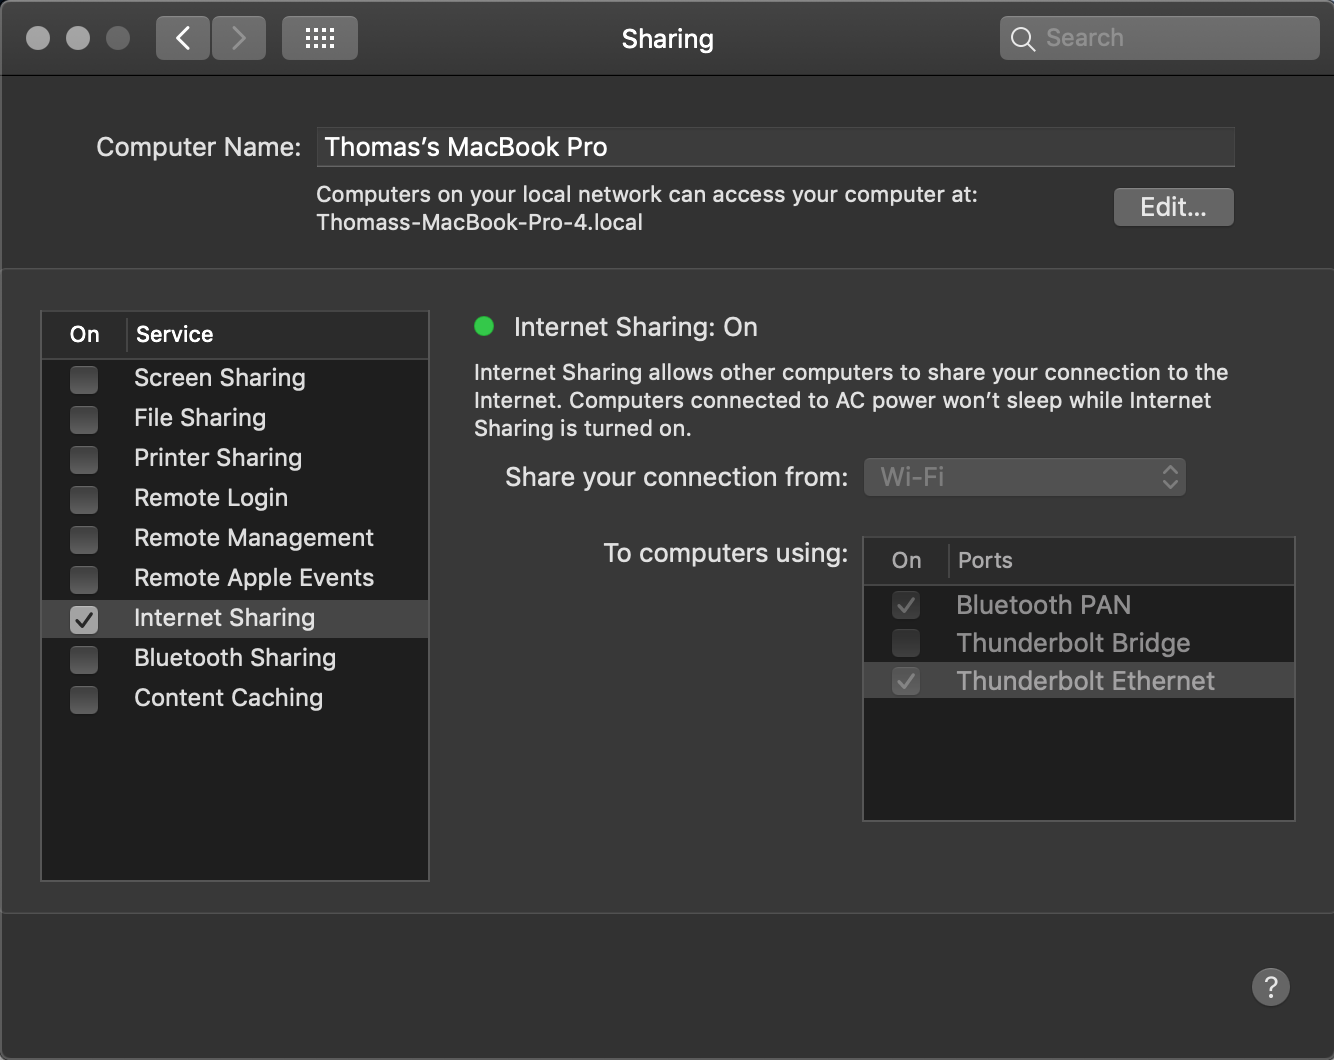 Sharing
Search
Computer Name: Thomas’s MacBook Pro
Computers on your local network can access your computer at:
Thomass-MacBook-Pro-4.local
Edit...
On Service
Screen Sharing
File Sharing
Printer Sharing
Remote Login
Remote Management
Remote Apple Events
Internet Sharing
Bluetooth Sharing
Content Caching
Internet Sharing: On
Internet Sharing allows other computers to share your connection to the
Internet. Computers connected to AC power won’t sleep while Internet
Sharing is turned on.
Share your connection from: Wi-Fi
To computers using:
On Ports
Bluetooth PAN
Thunderbolt Bridge
Thunderbolt Ethernet
?